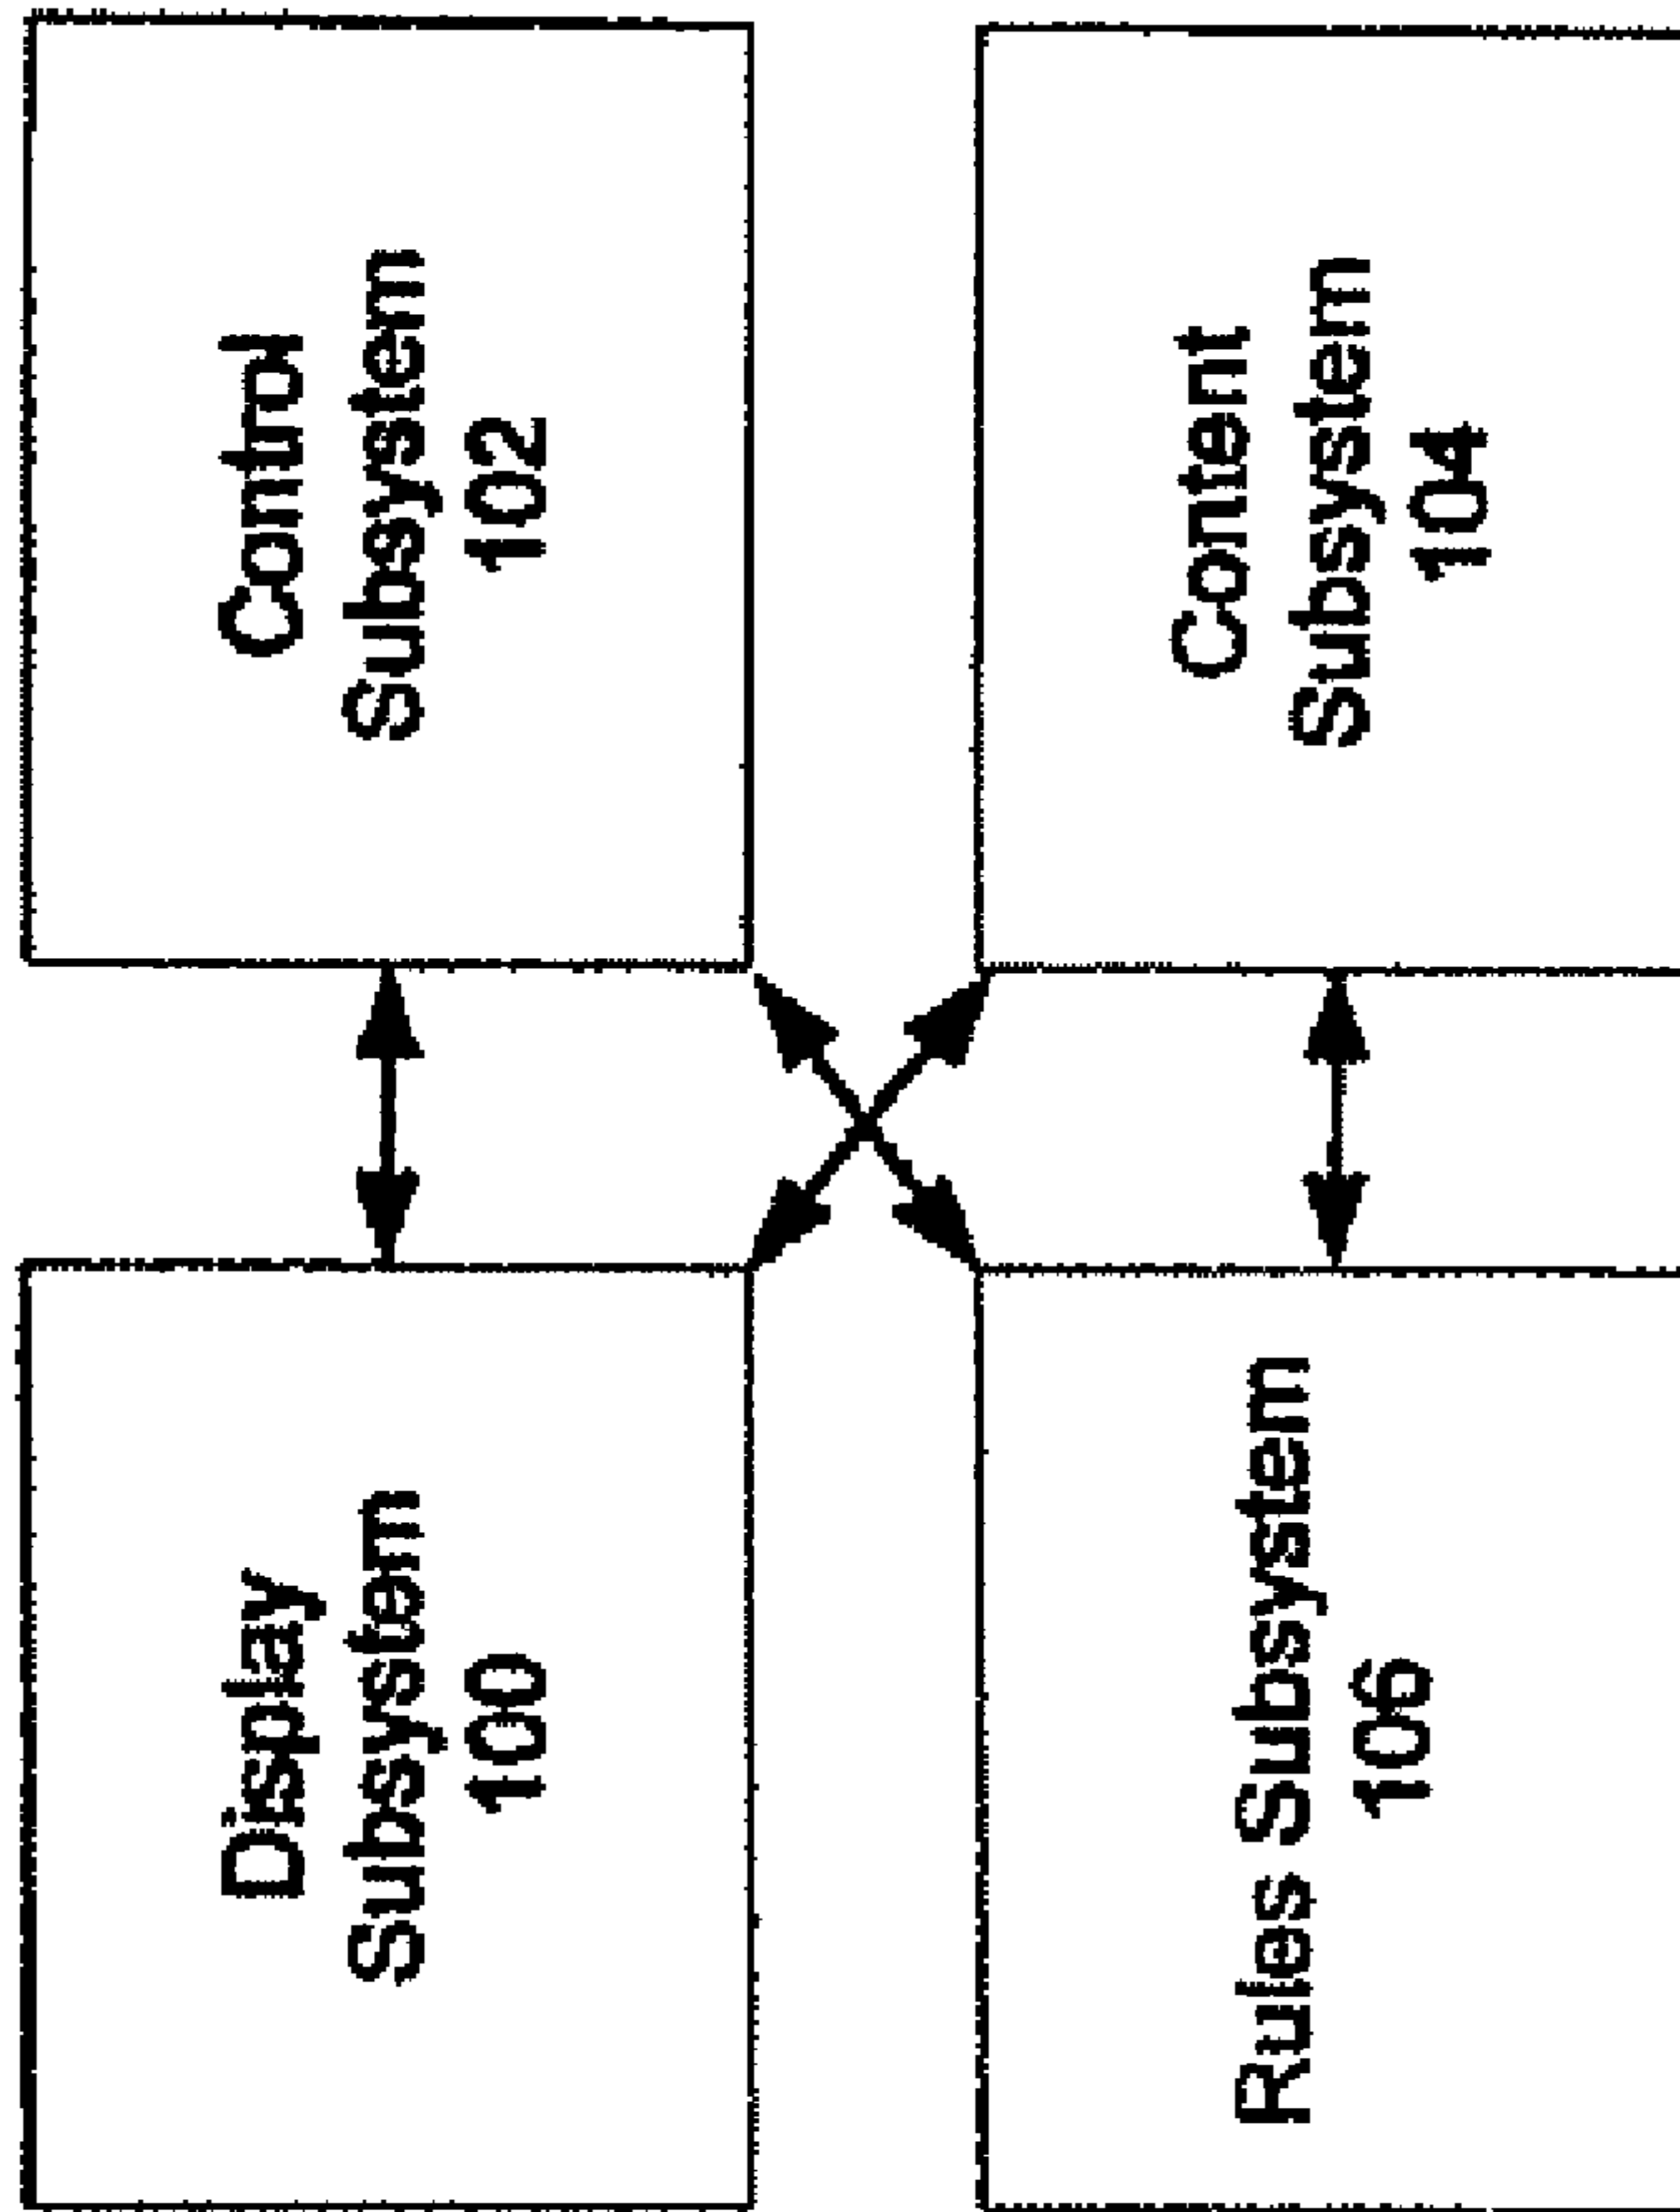 Display
Subsystem
100
Control
Subsystem
102
Rules Subsystem
106
Content
Subsystem
104